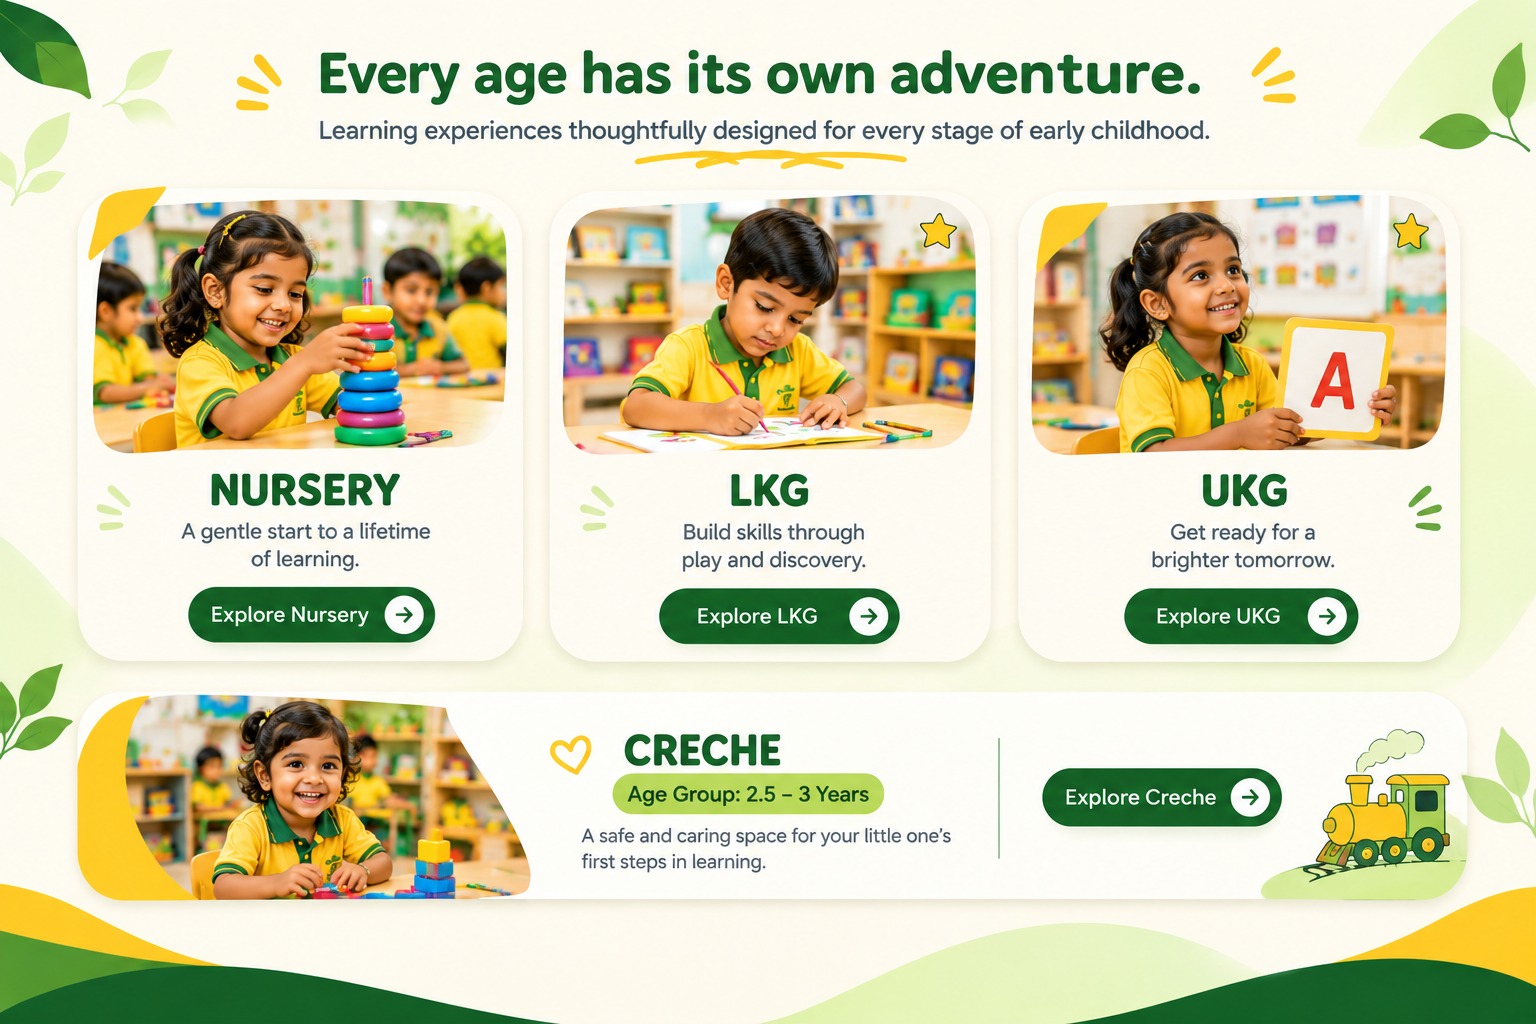 Every age has its own adventure.
Learning experiences thoughtfully designed for every stage of early childhood.
NURSERY
A gentle start to a lifetime
of learning.
Explore Nursery
LKG
Build skills through
play and discovery.
Explore LKG
A
UKG
Get ready for a
brighter tomorrow.
Explore UKG
CRECHE
Age Group: 2.5 – 3 Years
A safe and caring space for your little one's
first steps in learning.
Explore Creche